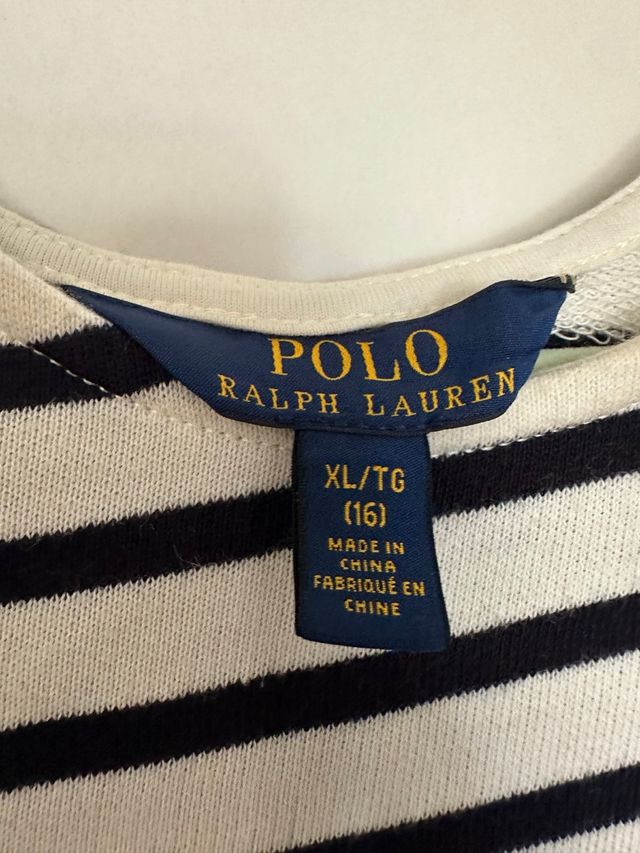 POLO
RALPH LAUREN
XL/TG
(16)
MADE IN
CHINA
FABRIQUÉ EN
CHINE